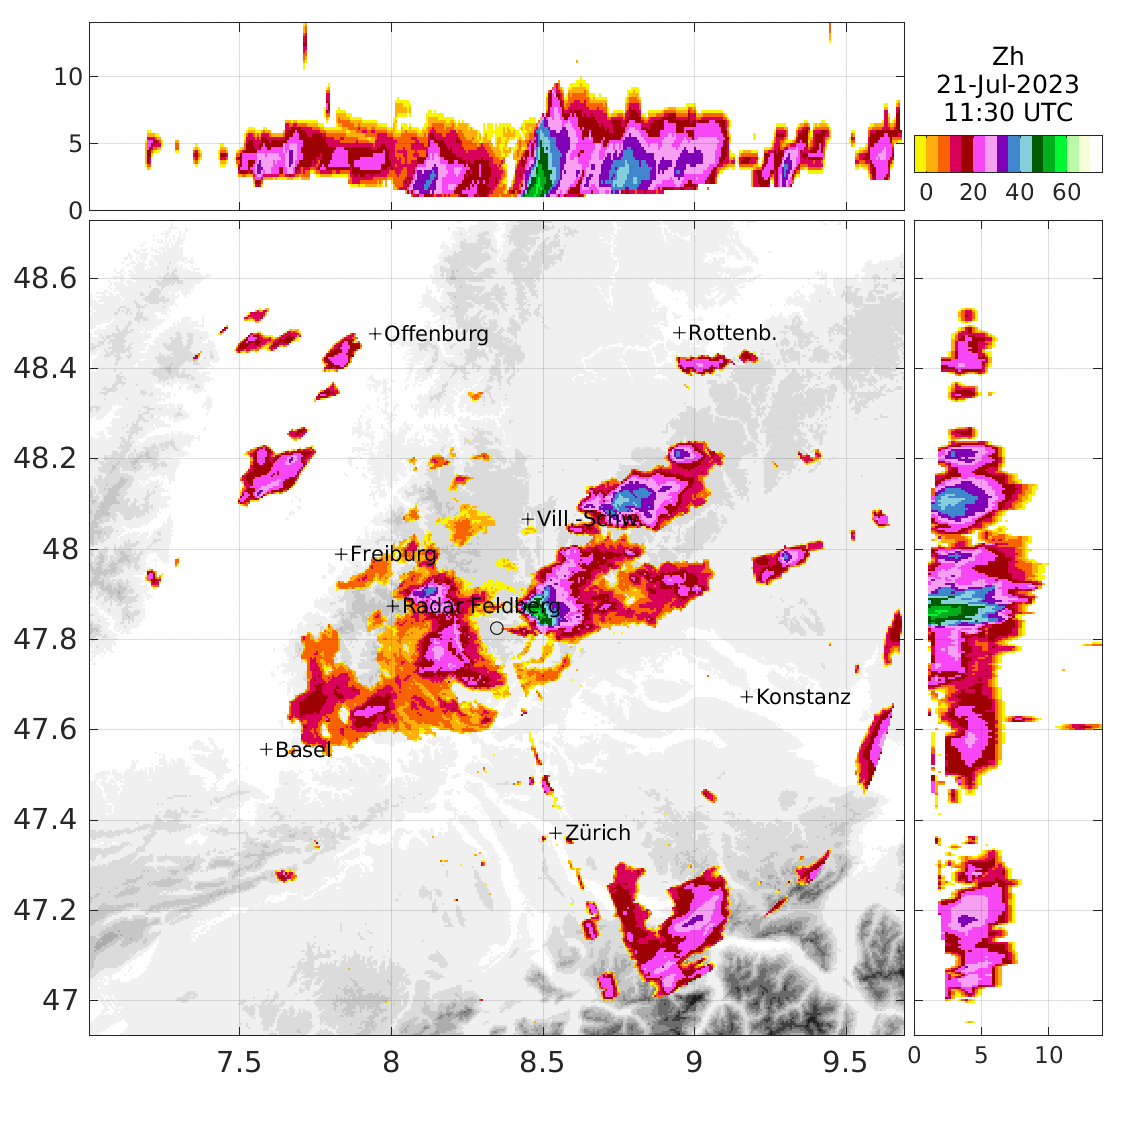 10
5
0
Zh
21-Jul-2023
11:30 UTC
0 20 40 60
48.6
48.4
48.2
48
47.8
47.6
47.4
47.2
47
+Offenburg
+Rottenb.
+Vill.-Schw.
+Freiburg
+Radar Feldberg
+Konstanz
+Basel
+Zürich
7.5 8 8.5 9 9.5
0 5 10